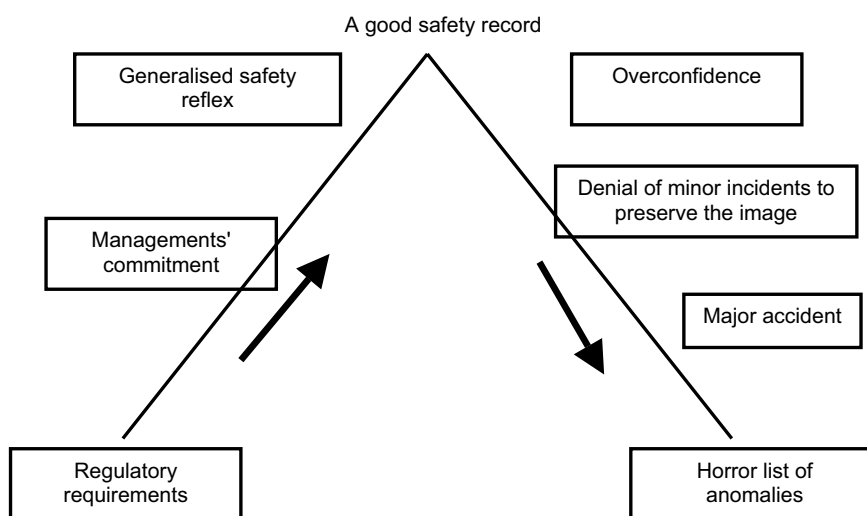 A good safety record
Generalised safety
reflex
Overconfidence
Denial of minor incidents to
preserve the image
Managements'
commitment
Major accident
Regulatory
requirements
Horror list of
anomalies